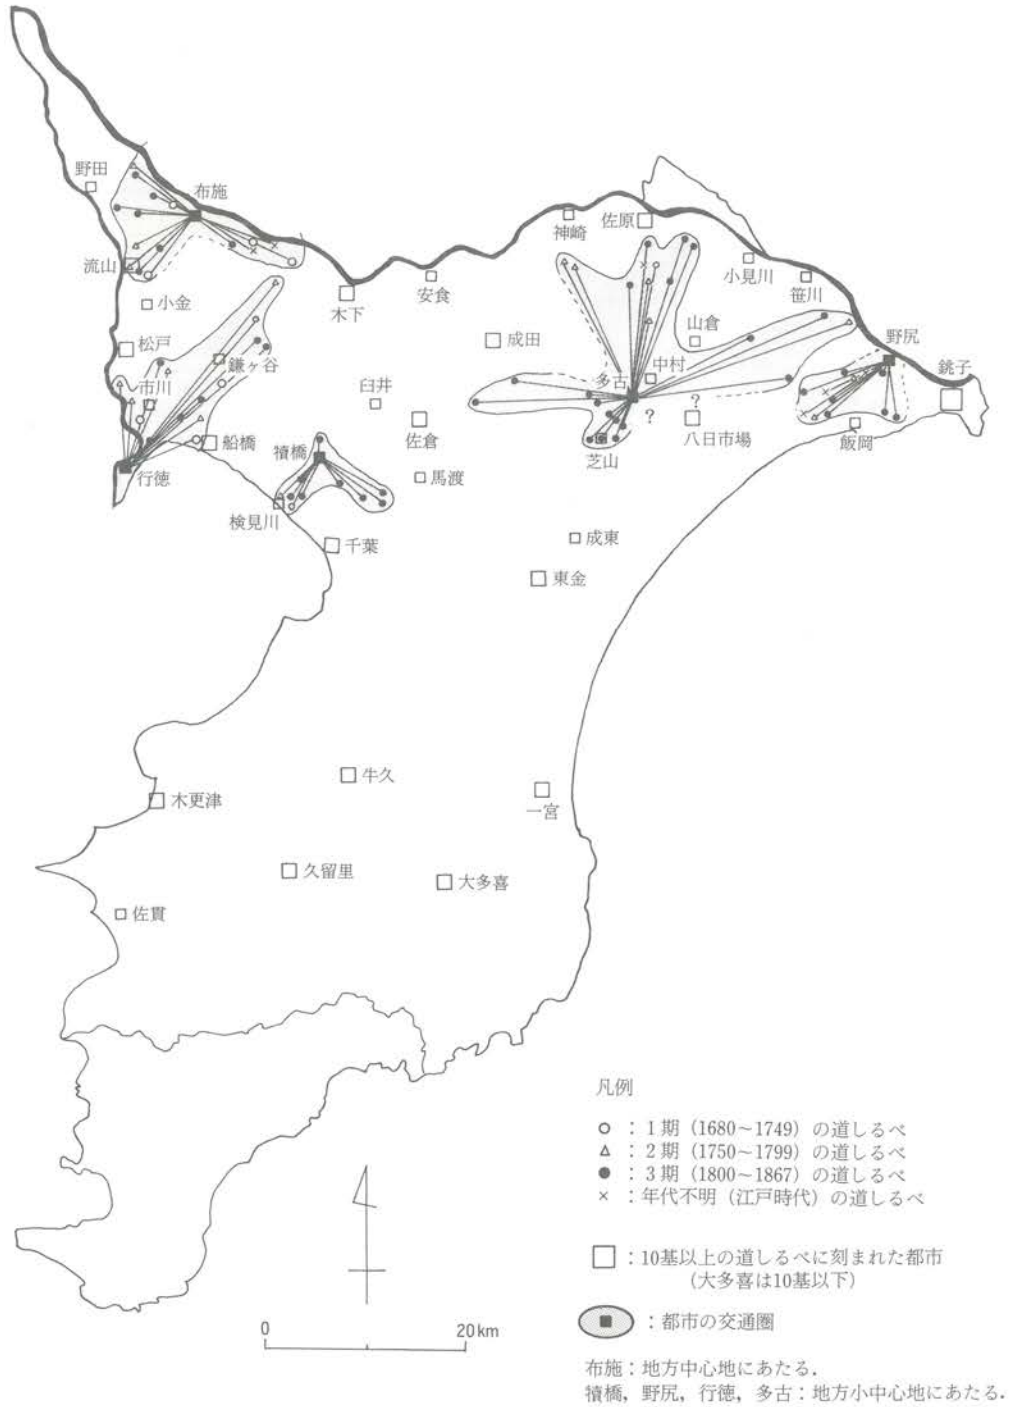 野田
布施
流山
小金
松戸
市川
鎌ヶ谷
船橋
行徳
木下
安食
神崎
佐原
小見川
笹川
野尻
銚子
成田
山倉
中村
多古
?
?
八日市場
芝山
飯岡
臼井
佐倉
馬渡
犢橋
検見川
千葉
成東
東金
牛久
木更津
一宮
久留里
大多喜
佐貫
凡例
○ : 1期 (1680~1749) の道しるべ
△ : 2期 (1750~1799) の道しるべ
● : 3期 (1800~1867) の道しるべ
× : 年代不明 (江戸時代) の道しるべ
□ : 10基以上の道しるべに刻まれた都市
(大多喜は10基以下)
: 都市の交通圏
0 20km
布施 : 地方中心地にあたる.
犢橋, 野尻, 行徳, 多古 : 地方小中心地にあたる.